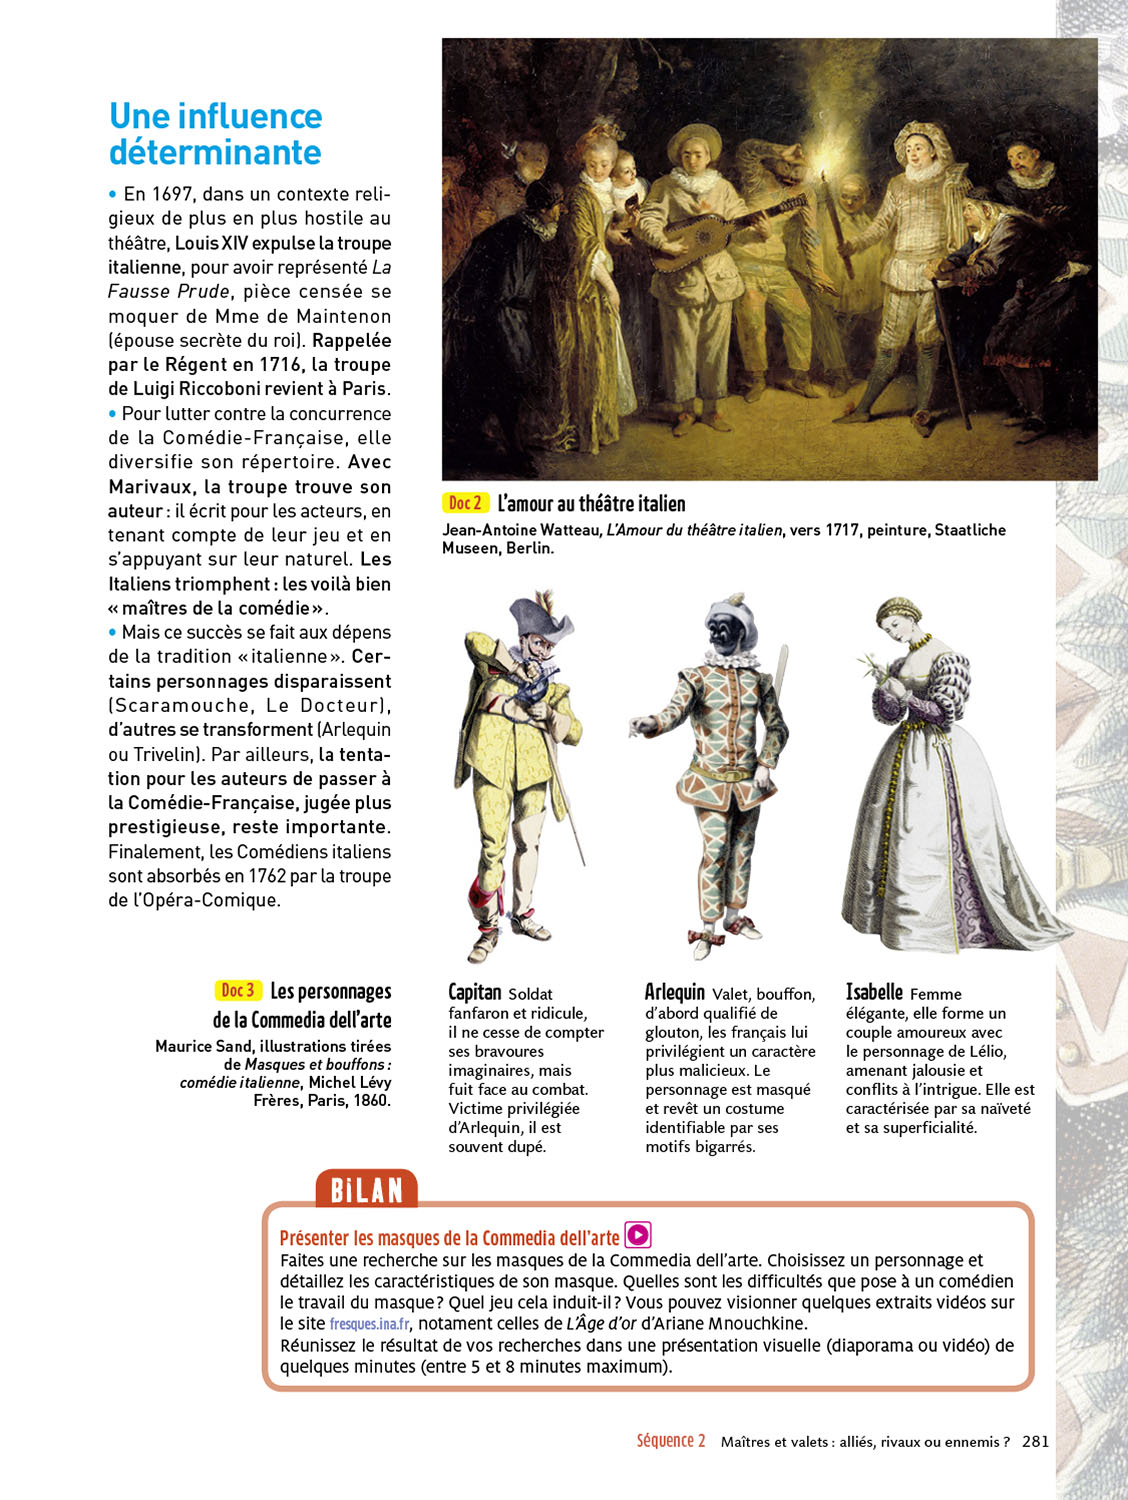 Une influence
déterminante
• En 1697, dans un contexte reli-
gieux de plus en plus hostile au
théâtre, Louis XIV expulse la troupe
italienne, pour avoir représenté La
Fausse Prude, pièce censée se
moquer de Mme de Maintenon
(épouse secrète du roi). Rappelée
par le Régent en 1716, la troupe
de Luigi Riccoboni revient à Paris.
• Pour lutter contre la concurrence
de la Comédie-Française, elle
diversifie son répertoire. Avec
Marivaux, la troupe trouve son
auteur : il écrit pour les acteurs, en
tenant compte de leur jeu et en
s'appuyant sur leur naturel. Les
Italiens triomphent : les voilà bien
« maîtres de la comédie ».
• Mais ce succès se fait aux dépens
de la tradition « italienne ». Cer-
tains personnages disparaissent
(Scaramouche, Le Docteur),
d'autres se transforment (Arlequin
ou Trivelin). Par ailleurs, la tenta-
tion pour les auteurs de passer à
la Comédie-Française, jugée plus
prestigieuse, reste importante.
Finalement, les Comédiens italiens
sont absorbés en 1762 par la troupe
de l'Opéra-Comique.
Doc 2 L'amour au théâtre italien
Jean-Antoine Watteau, L'Amour du théâtre italien, vers 1717, peinture, Staatliche
Museen, Berlin.
Doc 3 Les personnages
de la Commedia dell'arte
Maurice Sand, illustrations tirées
de Masques et bouffons :
comédie italienne, Michel Lévy
Frères, Paris, 1860.
Capitan Soldat
fanfaron et ridicule,
il ne cesse de compter
ses bravoures
imaginaires, mais
fuit face au combat.
Victime privilégiée
d'Arlequin, il est
souvent dupé.
Arlequin Valet, bouffon,
d'abord qualifié de
glouton, les français lui
privilégient un caractère
plus malicieux. Le
personnage est masqué
et revêt un costume
identifiable par ses
motifs bigarrés.
Isabelle Femme
élégante, elle forme un
couple amoureux avec
le personnage de Lélio,
amenant jalousie et
conflits à l'intrigue. Elle est
caractérisée par sa naïveté
et sa superficialité.
BiLAN
Présenter les masques de la Commedia dell'arte
Faites une recherche sur les masques de la Commedia dell'arte. Choisissez un personnage et
détaillez les caractéristiques de son masque. Quelles sont les difficultés que pose à un comédien
le travail du masque ? Quel jeu cela induit-il ? Vous pouvez visionner quelques extraits vidéos sur
le site fresques.ina.fr, notamment celles de L'Âge d'or d'Ariane Mnouchkine.
Réunissez le résultat de vos recherches dans une présentation visuelle (diaporama ou vidéo) de
quelques minutes (entre 5 et 8 minutes maximum).
Séquence 2 Maîtres et valets : alliés, rivaux ou ennemis ? 281